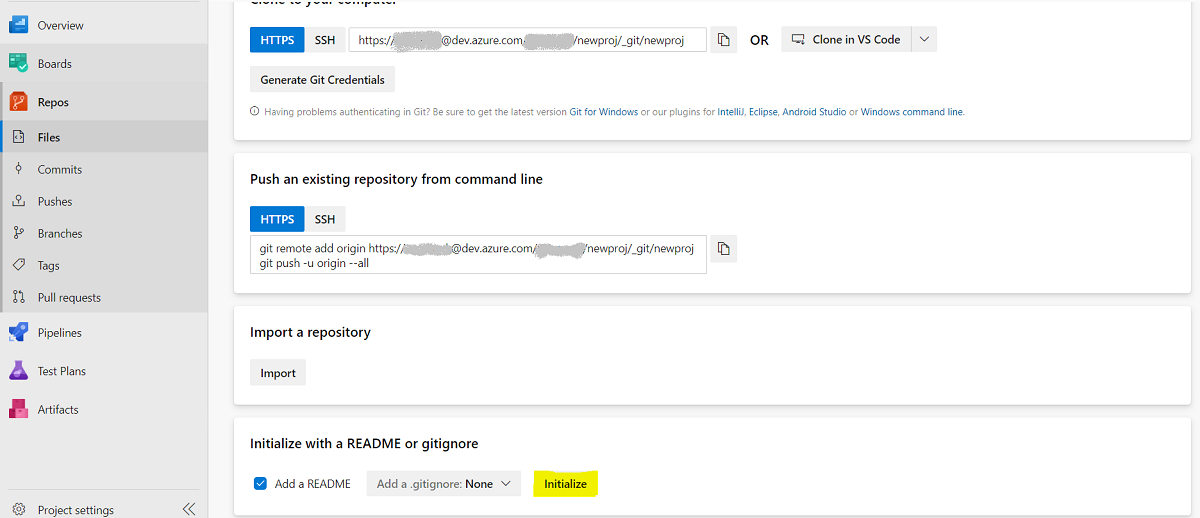 Clone to your computer
Overview
Boards
Repos
Files
Commits
Pushes
Branches
Tags
Pull requests
Pipelines
Test Plans
Artifacts
Project settings
HTTPS SSH https:// @dev.azure.com /newproj/_git/newproj OR Clone in VS Code
Generate Git Credentials
Having problems authenticating in Git? Be sure to get the latest version Git for Windows or our plugins for IntelliJ, Eclipse, Android Studio or Windows command line.
Push an existing repository from command line
HTTPS SSH
git remote add origin https:// @dev.azure.com/ /newproj/_git/newproj
git push -u origin --all
Import a repository
Import
Initialize with a README or gitignore
Add a README Add a .gitignore: None Initialize